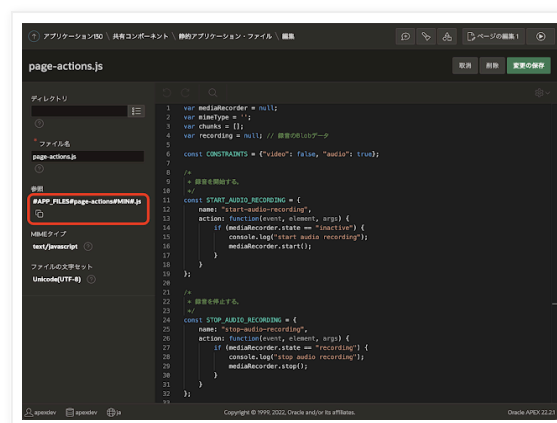 アプリケーション130 \ 共有コンポーネント \ 静的アプリケーション・ファイル \ 編集
ページの編集 1
page-actions.js
取消
削除
変更の保存
ディレクトリ
* ファイル名
page-actions.js
参照
#APP_FILES#page-actions#MIN#.js
MIMEタイプ
text/javascript
ファイルの文字セット
Unicode(UTF-8)
1 var mediaRecorder = null;
2 var mimeType = '';
3 var chunks = [];
4 var recording = null; // 録音のBlobデータ
5
6 const CONSTRAINTS = {"video": false, "audio": true};
7
8 /*
9 * 録音を開始する。
10 */
11 const START_AUDIO_RECORDING = {
12 name: "start-audio-recording",
13 action: function(event, element, args) {
14 if (mediaRecorder.state == "inactive") {
15 console.log("start audio recording");
16 mediaRecorder.start();
17 }
18 }
19 };
20
21 /*
22 * 録音を停止する。
23 */
24 const STOP_AUDIO_RECORDING = {
25 name: "stop-audio-recording",
26 action: function(event, element, args) {
27 if (mediaRecorder.state == "recording") {
28 console.log("stop audio recording");
29 mediaRecorder.stop();
30 }
31 }
32 };
33
apexdev
apexdev
ja
Copyright © 1999, 2022, Oracle and/or its affiliates.
Oracle APEX 22.2.1